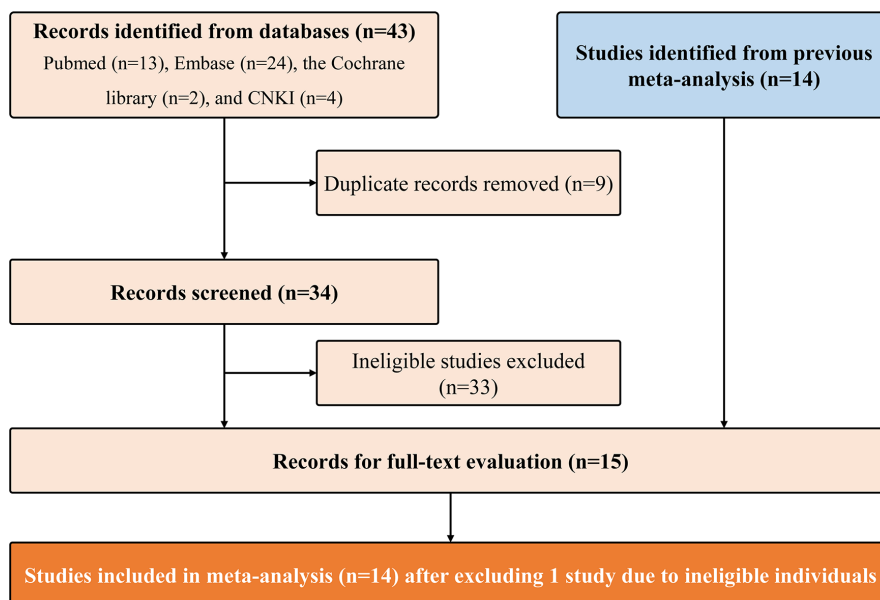 Records identified from databases (n=43)
Pubmed (n=13), Embase (n=24), the Cochrane
library (n=2), and CNKI (n=4)
Studies identified from previous
meta-analysis (n=14)
Duplicate records removed (n=9)
Records screened (n=34)
Ineligible studies excluded
(n=33)
Records for full-text evaluation (n=15)
Studies included in meta-analysis (n=14) after excluding 1 study due to ineligible individuals